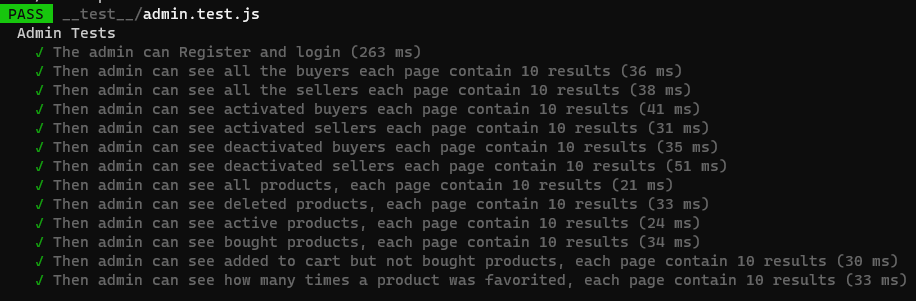 PASS __test__/admin.test.js
Admin Tests
✓ The admin can Register and login (263 ms)
✓ Then admin can see all the buyers each page contain 10 results (36 ms)
✓ Then admin can see all the sellers each page contain 10 results (38 ms)
✓ Then admin can see activated buyers each page contain 10 results (41 ms)
✓ Then admin can see activated sellers each page contain 10 results (31 ms)
✓ Then admin can see deactivated buyers each page contain 10 results (35 ms)
✓ Then admin can see deactivated sellers each page contain 10 results (51 ms)
✓ Then admin can see all products, each page contain 10 results (21 ms)
✓ Then admin can see deleted products, each page contain 10 results (33 ms)
✓ Then admin can see active products, each page contain 10 results (24 ms)
✓ Then admin can see bought products, each page contain 10 results (34 ms)
✓ Then admin can see added to cart but not bought products, each page contain 10 results (30 ms)
✓ Then admin can see how many times a product was favorited, each page contain 10 results (33 ms)